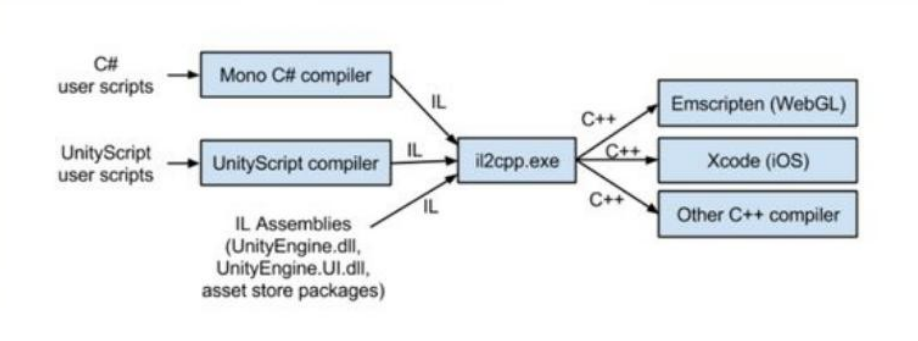 C#
user scripts
Mono C# compiler
IL
UnityScript
user scripts
UnityScript compiler
IL
IL Assemblies
(UnityEngine.dll,
UnityEngine.UI.dll,
asset store packages)
IL
il2cpp.exe
C++
Emscripten (WebGL)
C++
Xcode (iOS)
C++
Other C++ compiler